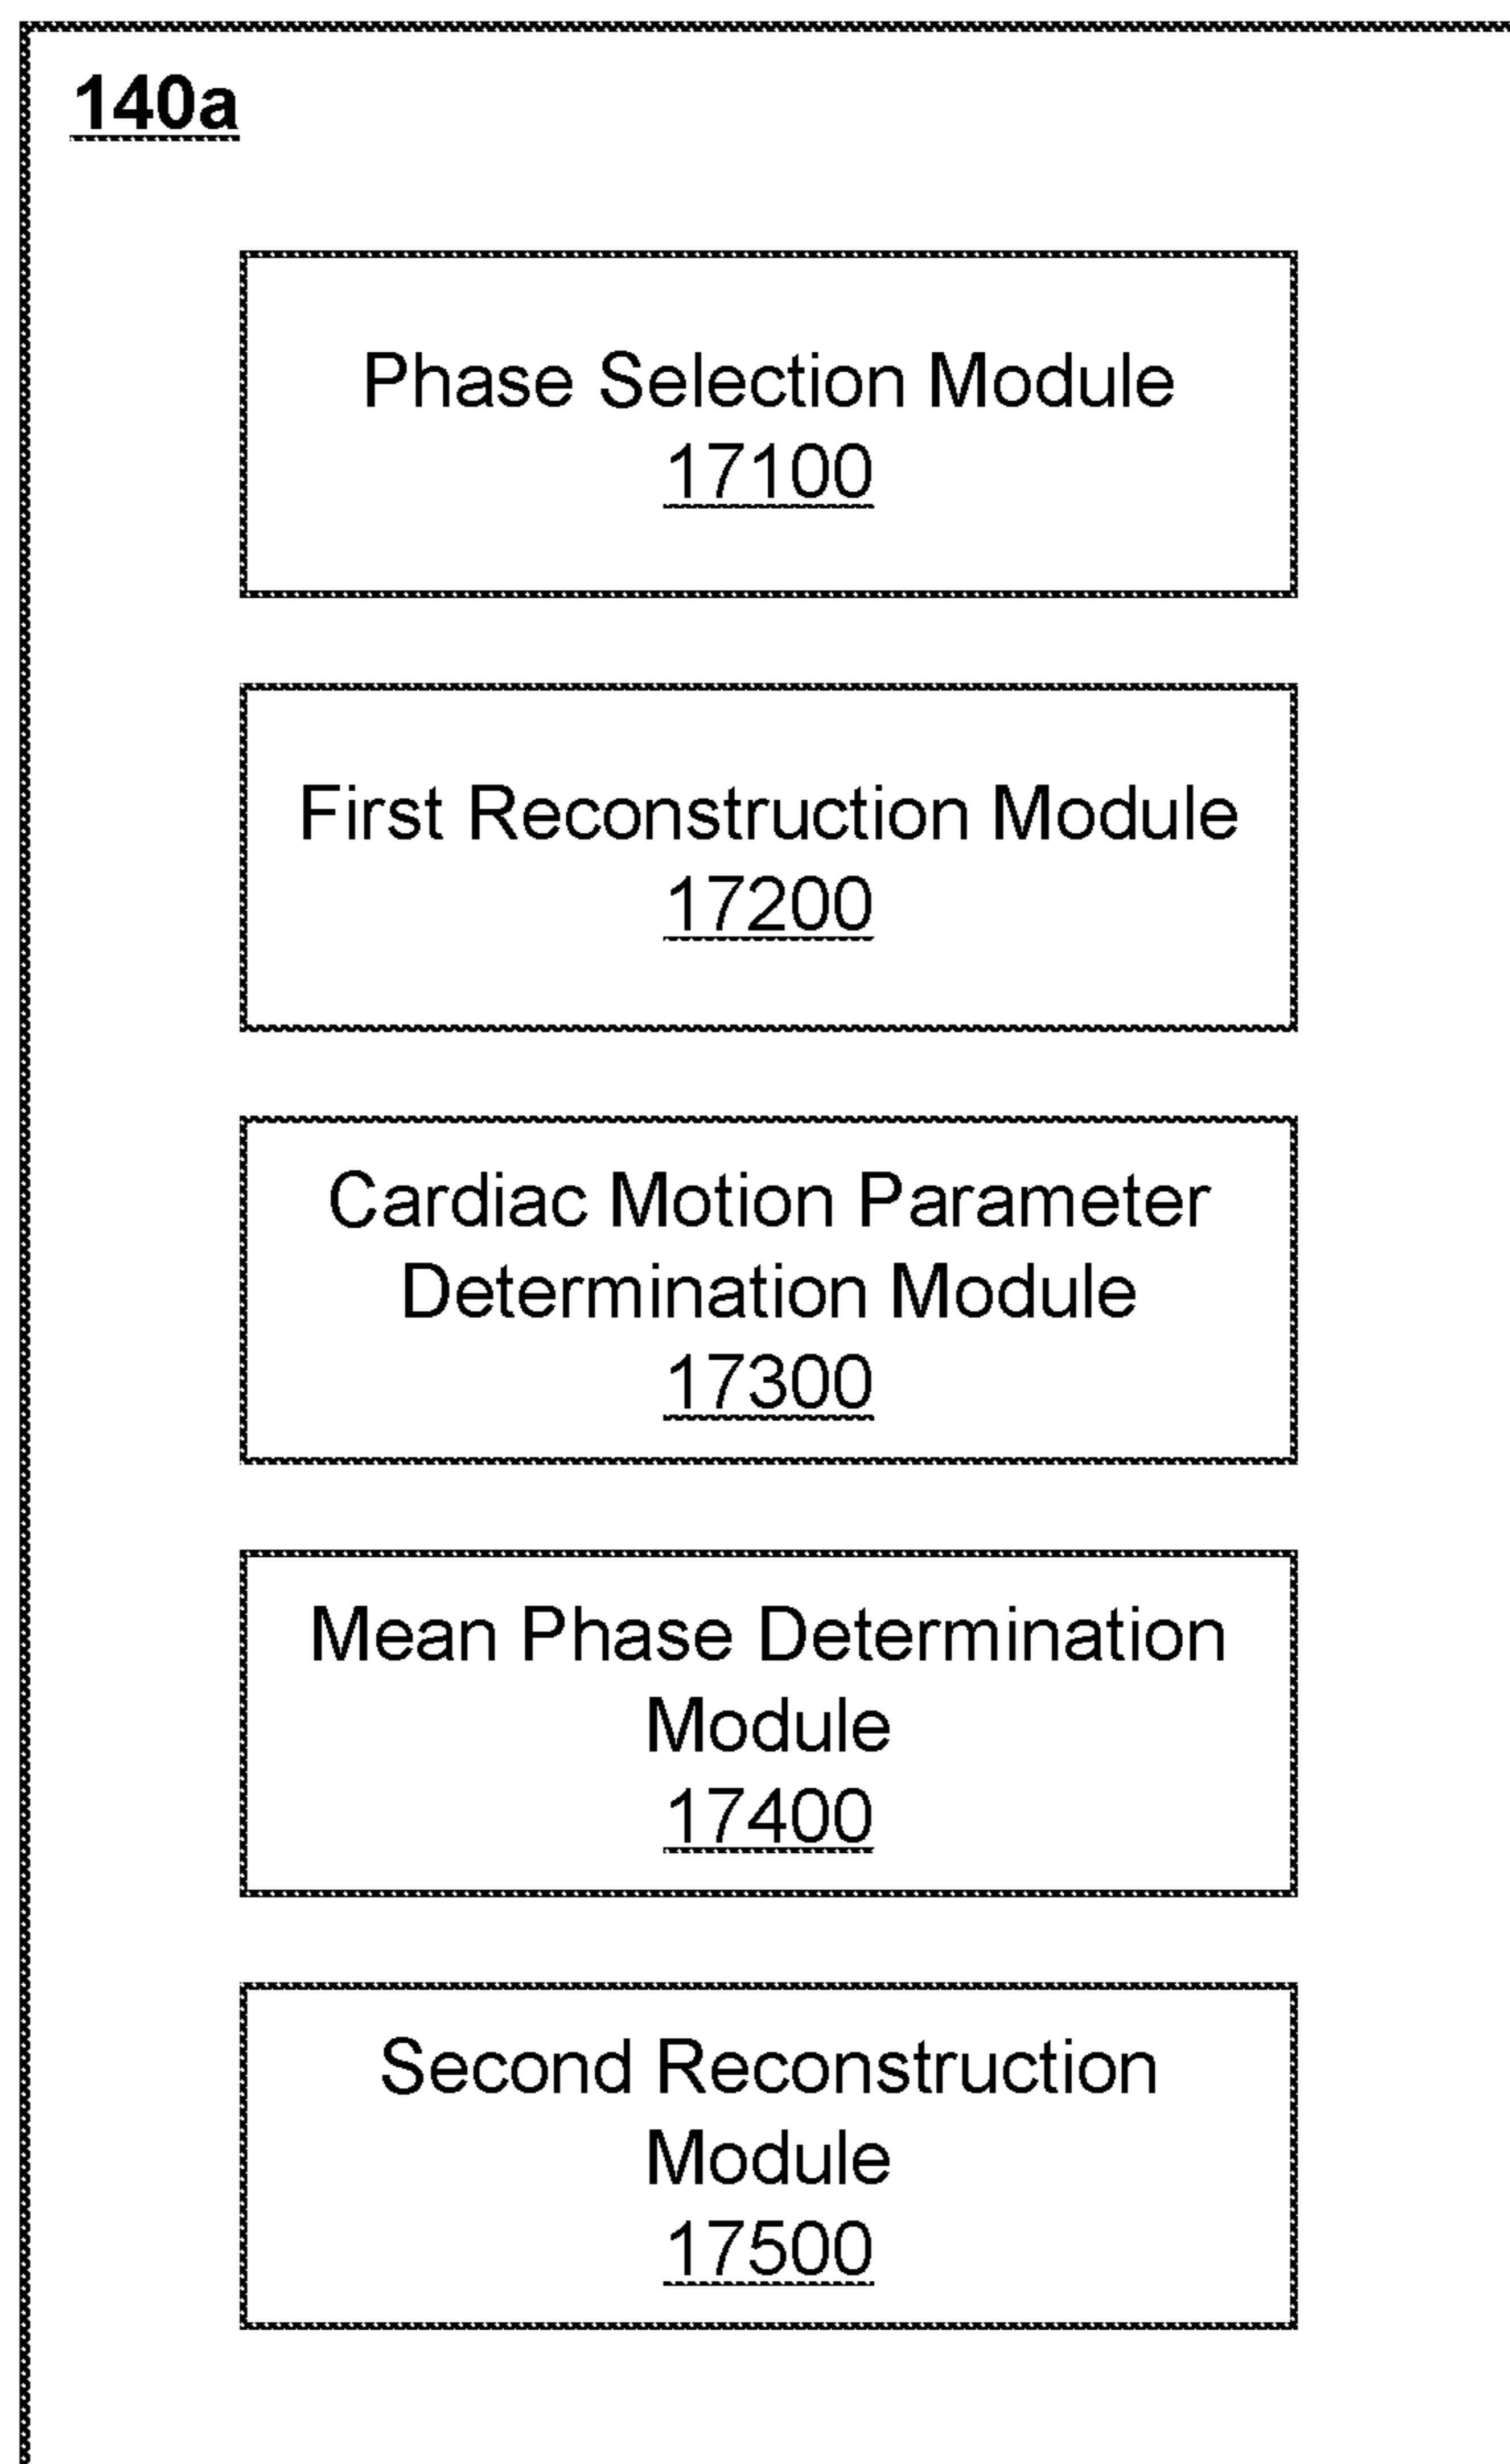 140a
Phase Selection Module
17100
First Reconstruction Module
17200
Cardiac Motion Parameter
Determination Module
17300
Mean Phase Determination
Module
17400
Second Reconstruction
Module
17500